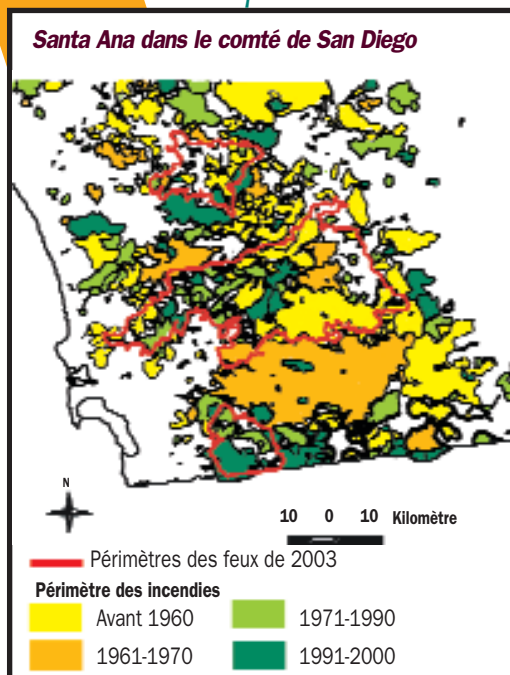 Santa Ana dans le comté de San Diego
N
10 0 10 Kilomètre
Périmètres des feux de 2003
Périmètre des incendies
Avant 1960
1971-1990
1961-1970
1991-2000